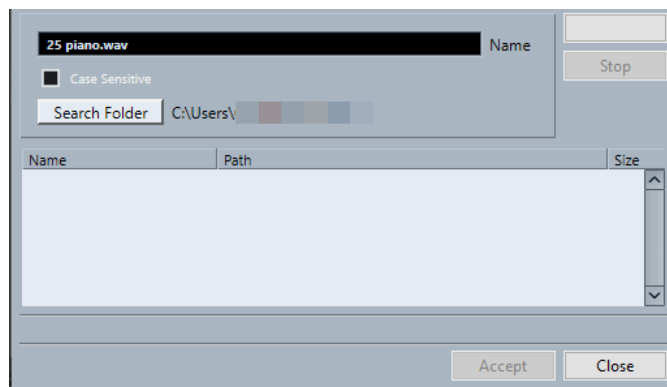 25 piano.wav Name
Stop
Case Sensitive
Search Folder C:\Users\
Name Path Size
Accept Close